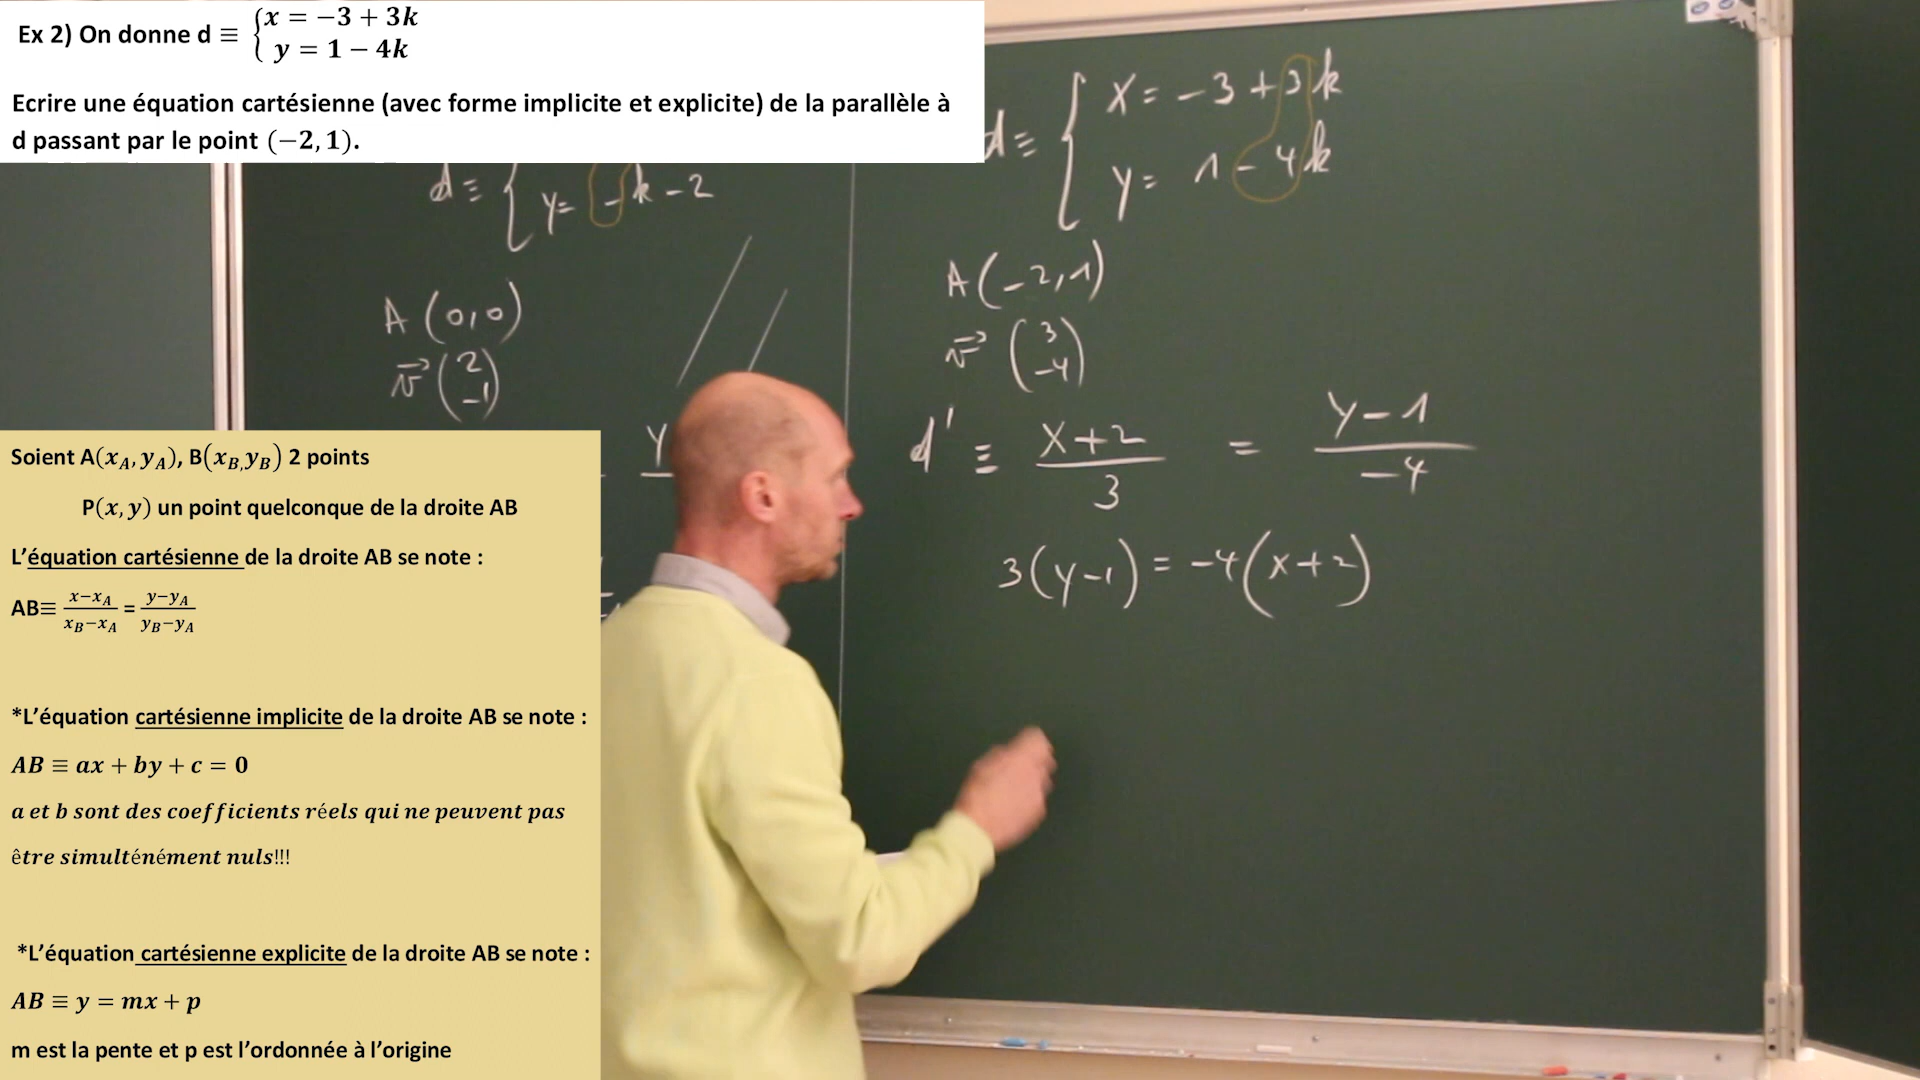 Ex 2) On donne d ≡ { x = −3 + 3k
y = 1 − 4k
Ecrire une équation cartésienne (avec forme implicite et explicite) de la parallèle à
d passant par le point (−2, 1).
d ≡ { y = −k − 2
A (0,0)
v⃗ (2
−1)
y
d ≡ { x = −3 + 3k
y = 1 − 4k
A (−2, 1)
v⃗ (3
−4)
d' ≡ (x+2)/3 = (y−1)/−4
3(y−1) = −4(x+2)
Soient A(x_A, y_A), B(x_B, y_B) 2 points
P(x, y) un point quelconque de la droite AB
L'équation cartésienne de la droite AB se note :
AB≡ (x−x_A)/(x_B−x_A) = (y−y_A)/(y_B−y_A)
*L'équation cartésienne implicite de la droite AB se note :
AB ≡ ax + by + c = 0
a et b sont des coefficients réels qui ne peuvent pas
être simulténément nuls!!!
*L'équation cartésienne explicite de la droite AB se note :
AB ≡ y = mx + p
m est la pente et p est l'ordonnée à l'origine